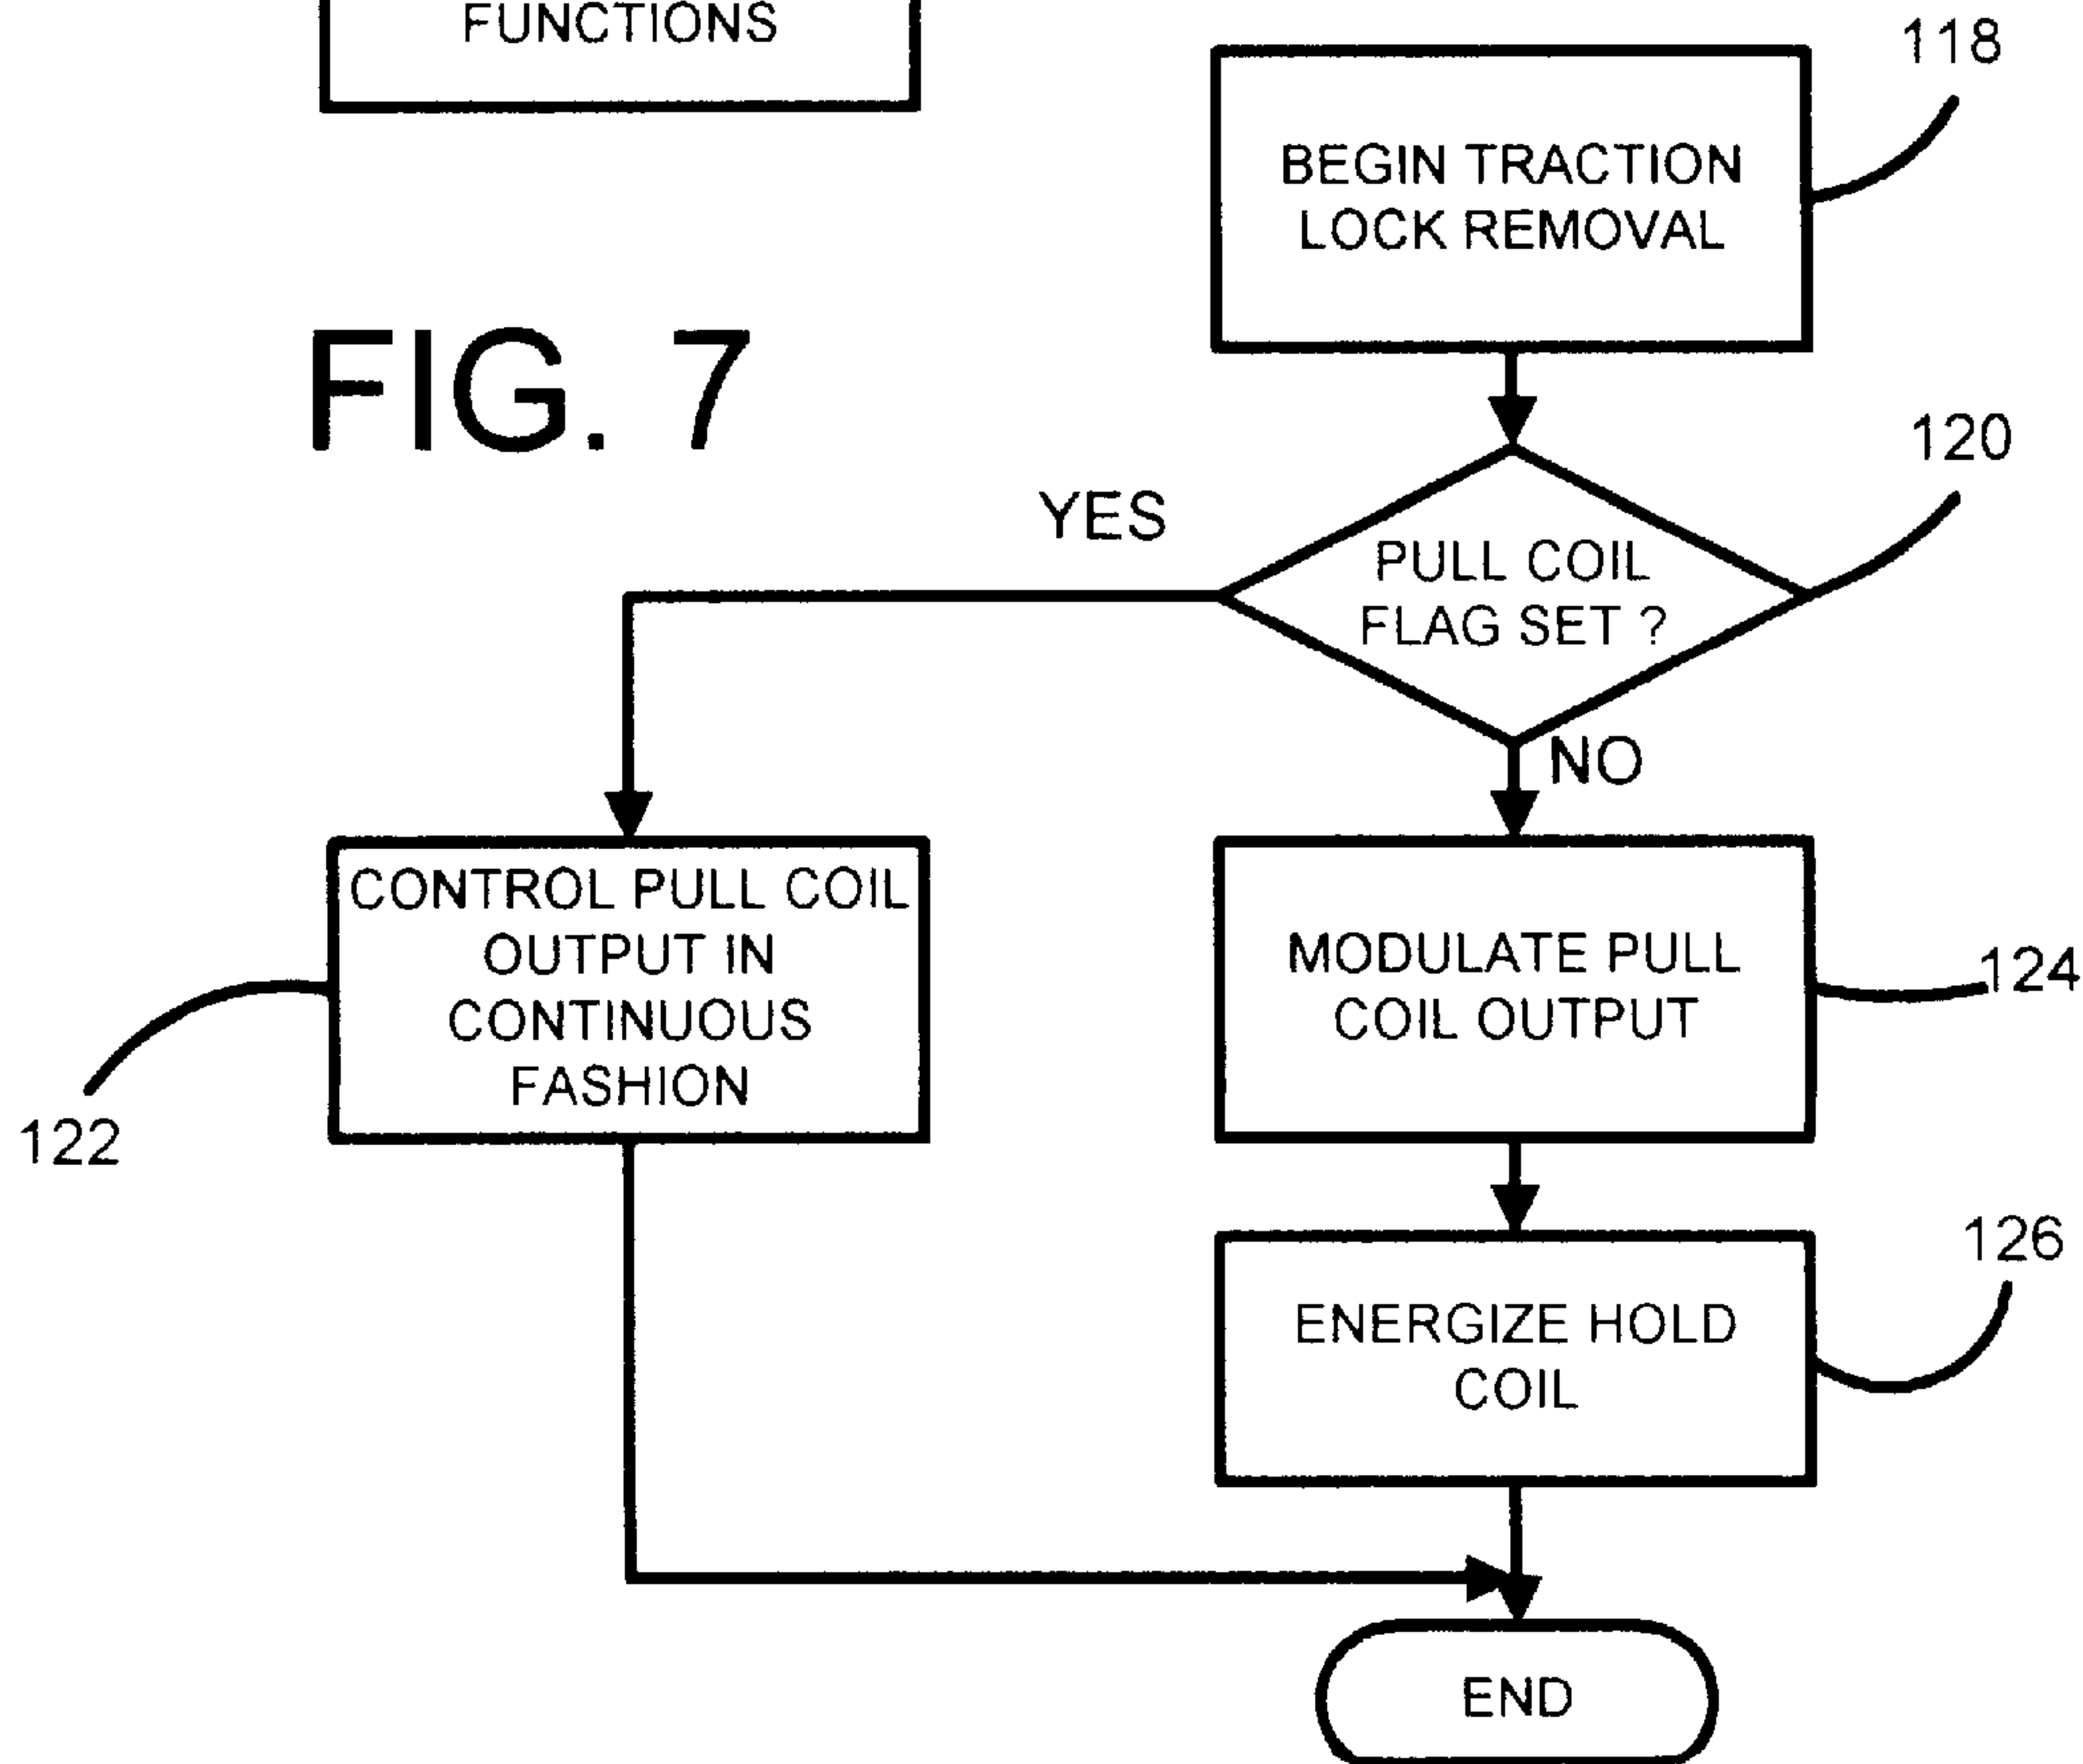 FUNCTIONS
118
BEGIN TRACTION
LOCK REMOVAL
FIG. 7
120
YES
PULL COIL
FLAG SET ?
NO
CONTROL PULL COIL
OUTPUT IN
CONTINUOUS
FASHION
122
MODULATE PULL
COIL OUTPUT
124
126
ENERGIZE HOLD
COIL
END